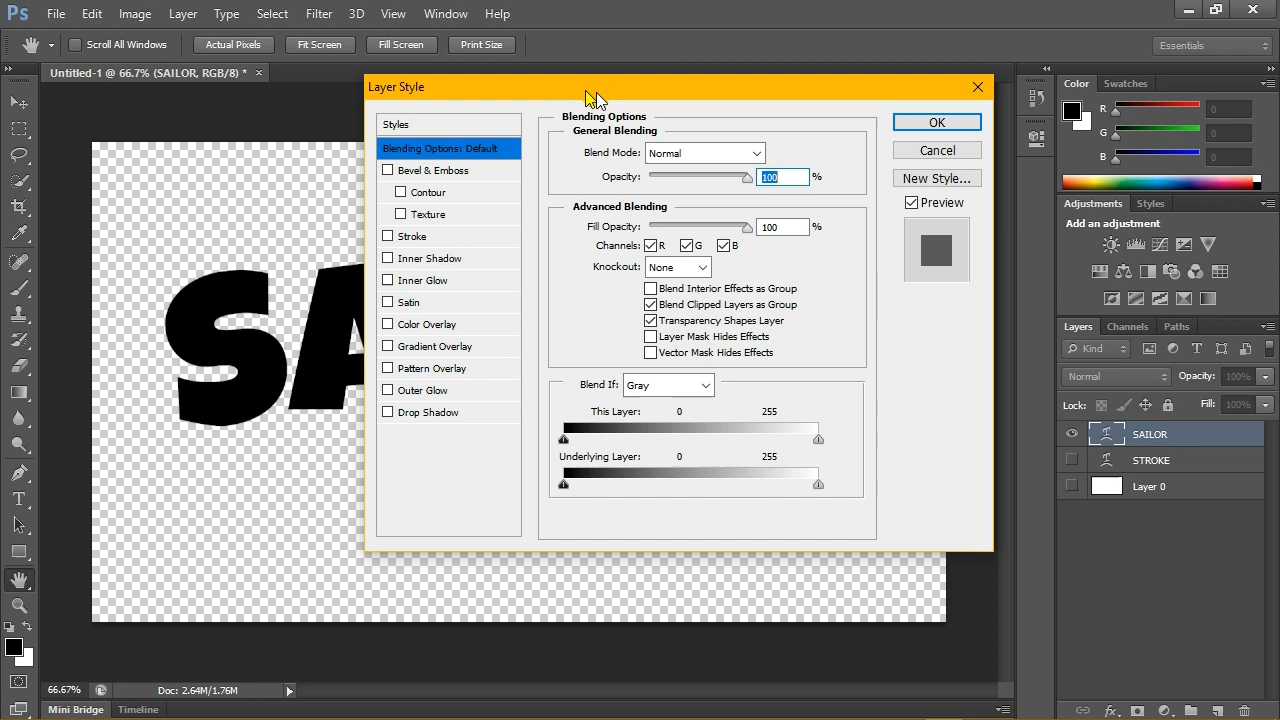 Ps File Edit Image Layer Type Select Filter 3D View Window Help
Scroll All Windows Actual Pixels Fit Screen Fill Screen Print Size Essentials
Untitled-1 @ 66.7% (SAILOR, RGB/8) * ×
Layer Style
Styles
Blending Options: Default
Bevel & Emboss
Contour
Texture
Stroke
Inner Shadow
Inner Glow
Satin
Color Overlay
Gradient Overlay
Pattern Overlay
Outer Glow
Drop Shadow
Blending Options
General Blending
Blend Mode: Normal
Opacity: 100 %
Advanced Blending
Fill Opacity: 100 %
Channels: R G B
Knockout: None
Blend Interior Effects as Group
Blend Clipped Layers as Group
Transparency Shapes Layer
Layer Mask Hides Effects
Vector Mask Hides Effects
Blend If: Gray
This Layer: 0 255
Underlying Layer: 0 255
OK
Cancel
New Style...
Preview
SA
Color Swatches
R 0
G 0
B 0
Adjustments Styles
Add an adjustment
Layers Channels Paths
Kind
Normal Opacity: 100%
Lock: Fill: 100%
SAILOR
STROKE
Layer 0
66.67% Doc: 2.64M/1.76M
Mini Bridge Timeline